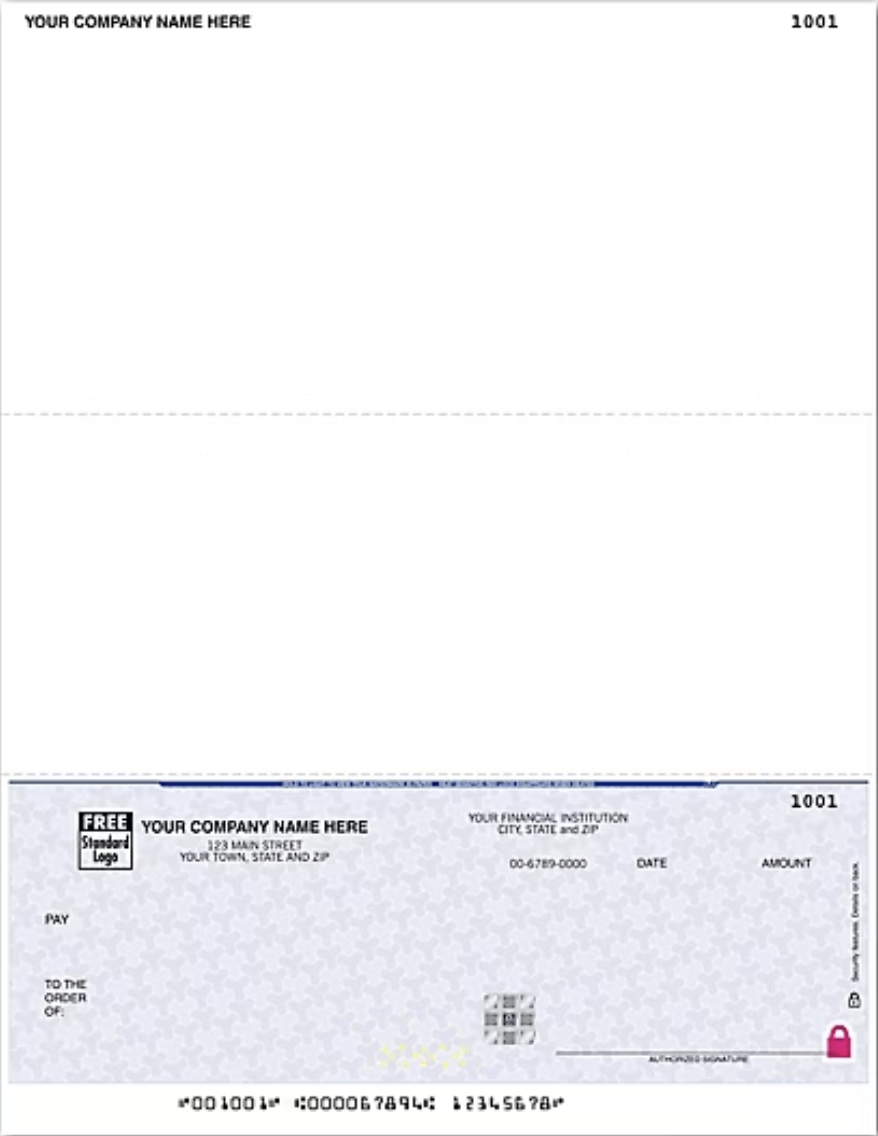 YOUR COMPANY NAME HERE 1001
1001
FREE
Standard
Logo
YOUR COMPANY NAME HERE
123 MAIN STREET
YOUR TOWN, STATE AND ZIP
YOUR FINANCIAL INSTITUTION
CITY, STATE and ZIP
00-6789-0000 DATE AMOUNT
Security features. Details on back.
PAY
TO THE
ORDER
OF:
AUTHORIZED SIGNATURE
⑈001001⑈ ⑆000067894⑆ 12345678⑈